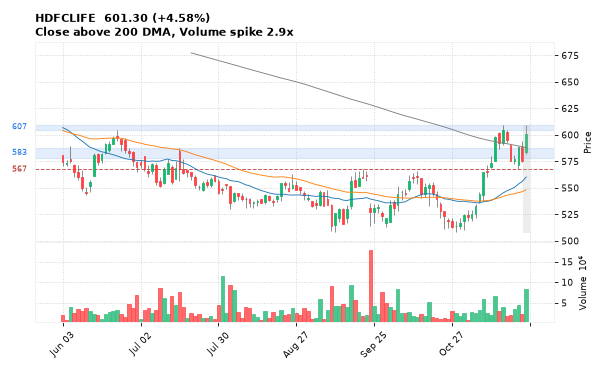 HDFCLIFE 601.30 (+4.58%)
Close above 200 DMA, Volume spike 2.9x
675
650
625
607
600
583
575
567
550
525
500
Price
15
10
5
Volume 10⁶
Jun 03
Jul 02
Jul 30
Aug 27
Sep 25
Oct 27